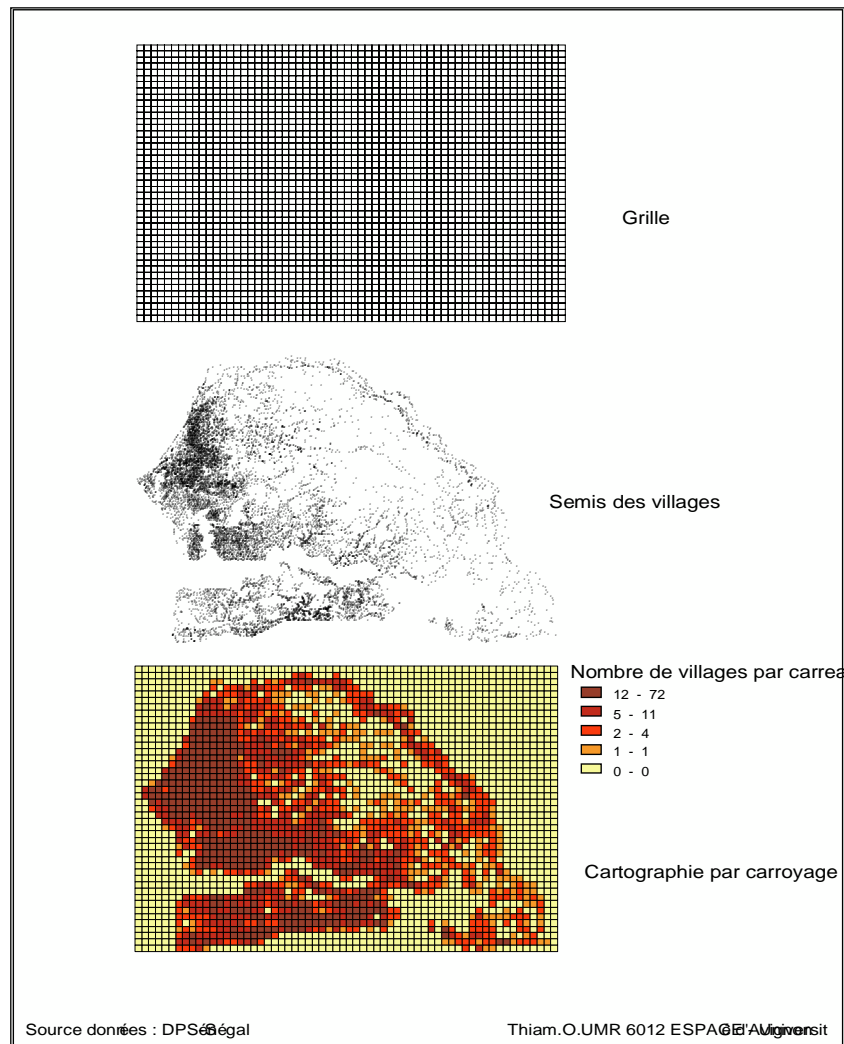 Grille
Semis des villages
Nombre de villages par carrea
12 - 72
5 - 11
2 - 4
1 - 1
0 - 0
Cartographie par carroyage
Source données : DPS
Thiam.O.UMR 6012